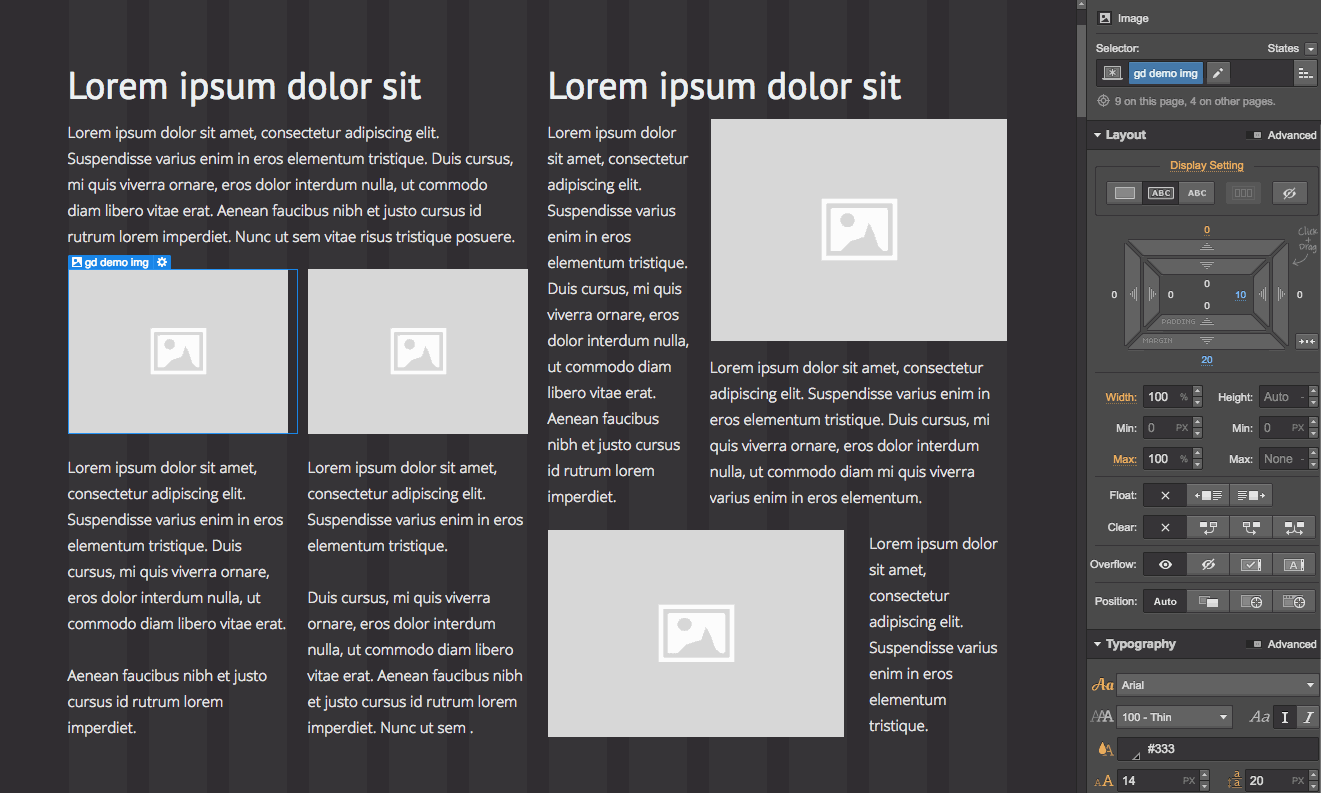 Lorem ipsum dolor sit
Lorem ipsum dolor sit amet, consectetur adipiscing elit.
Suspendisse varius enim in eros elementum tristique. Duis cursus,
mi quis viverra ornare, eros dolor interdum nulla, ut commodo
diam libero vitae erat. Aenean faucibus nibh et justo cursus id
rutrum lorem imperdiet. Nunc ut sem vitae risus tristique posuere.
gd demo img
Lorem ipsum dolor sit amet,
consectetur adipiscing elit.
Suspendisse varius enim in eros
elementum tristique. Duis
cursus, mi quis viverra ornare,
eros dolor interdum nulla, ut
commodo diam libero vitae erat.
Aenean faucibus nibh et justo
cursus id rutrum lorem
imperdiet.
Lorem ipsum dolor sit amet,
consectetur adipiscing elit.
Suspendisse varius enim in eros
elementum tristique.
Duis cursus, mi quis viverra
ornare, eros dolor interdum
nulla, ut commodo diam libero
vitae erat. Aenean faucibus nibh
et justo cursus id rutrum lorem
imperdiet. Nunc ut sem .
Lorem ipsum dolor sit
Lorem ipsum dolor
sit amet, consectetur
adipiscing elit.
Suspendisse varius
enim in eros
elementum tristique.
Duis cursus, mi quis
viverra ornare, eros
dolor interdum nulla,
ut commodo diam
libero vitae erat.
Aenean faucibus
nibh et justo cursus
id rutrum lorem
imperdiet.
Lorem ipsum dolor sit amet, consectetur
adipiscing elit. Suspendisse varius enim in
eros elementum tristique. Duis cursus, mi
quis viverra ornare, eros dolor interdum
nulla, ut commodo diam mi quis viverra
varius enim in eros elementum.
Lorem ipsum dolor
sit amet,
consectetur
adipiscing elit.
Suspendisse varius
enim in eros
elementum
tristique.
Image
Selector: States
gd demo img
9 on this page, 4 on other pages.
Layout Advanced
Display Setting
ABC ABC
0
Click
+
Drag
0
0 0 10 0
0
PADDING
MARGIN
20
Width: 100 % Height: Auto -
Min: 0 PX Min: 0 PX
Max: 100 % Max: None -
Float:
Clear:
Overflow: A
Position: Auto
Typography Advanced
Aa Arial
AAA 100 - Thin Aa I I
A #333
AA 14 PX a a 20 PX